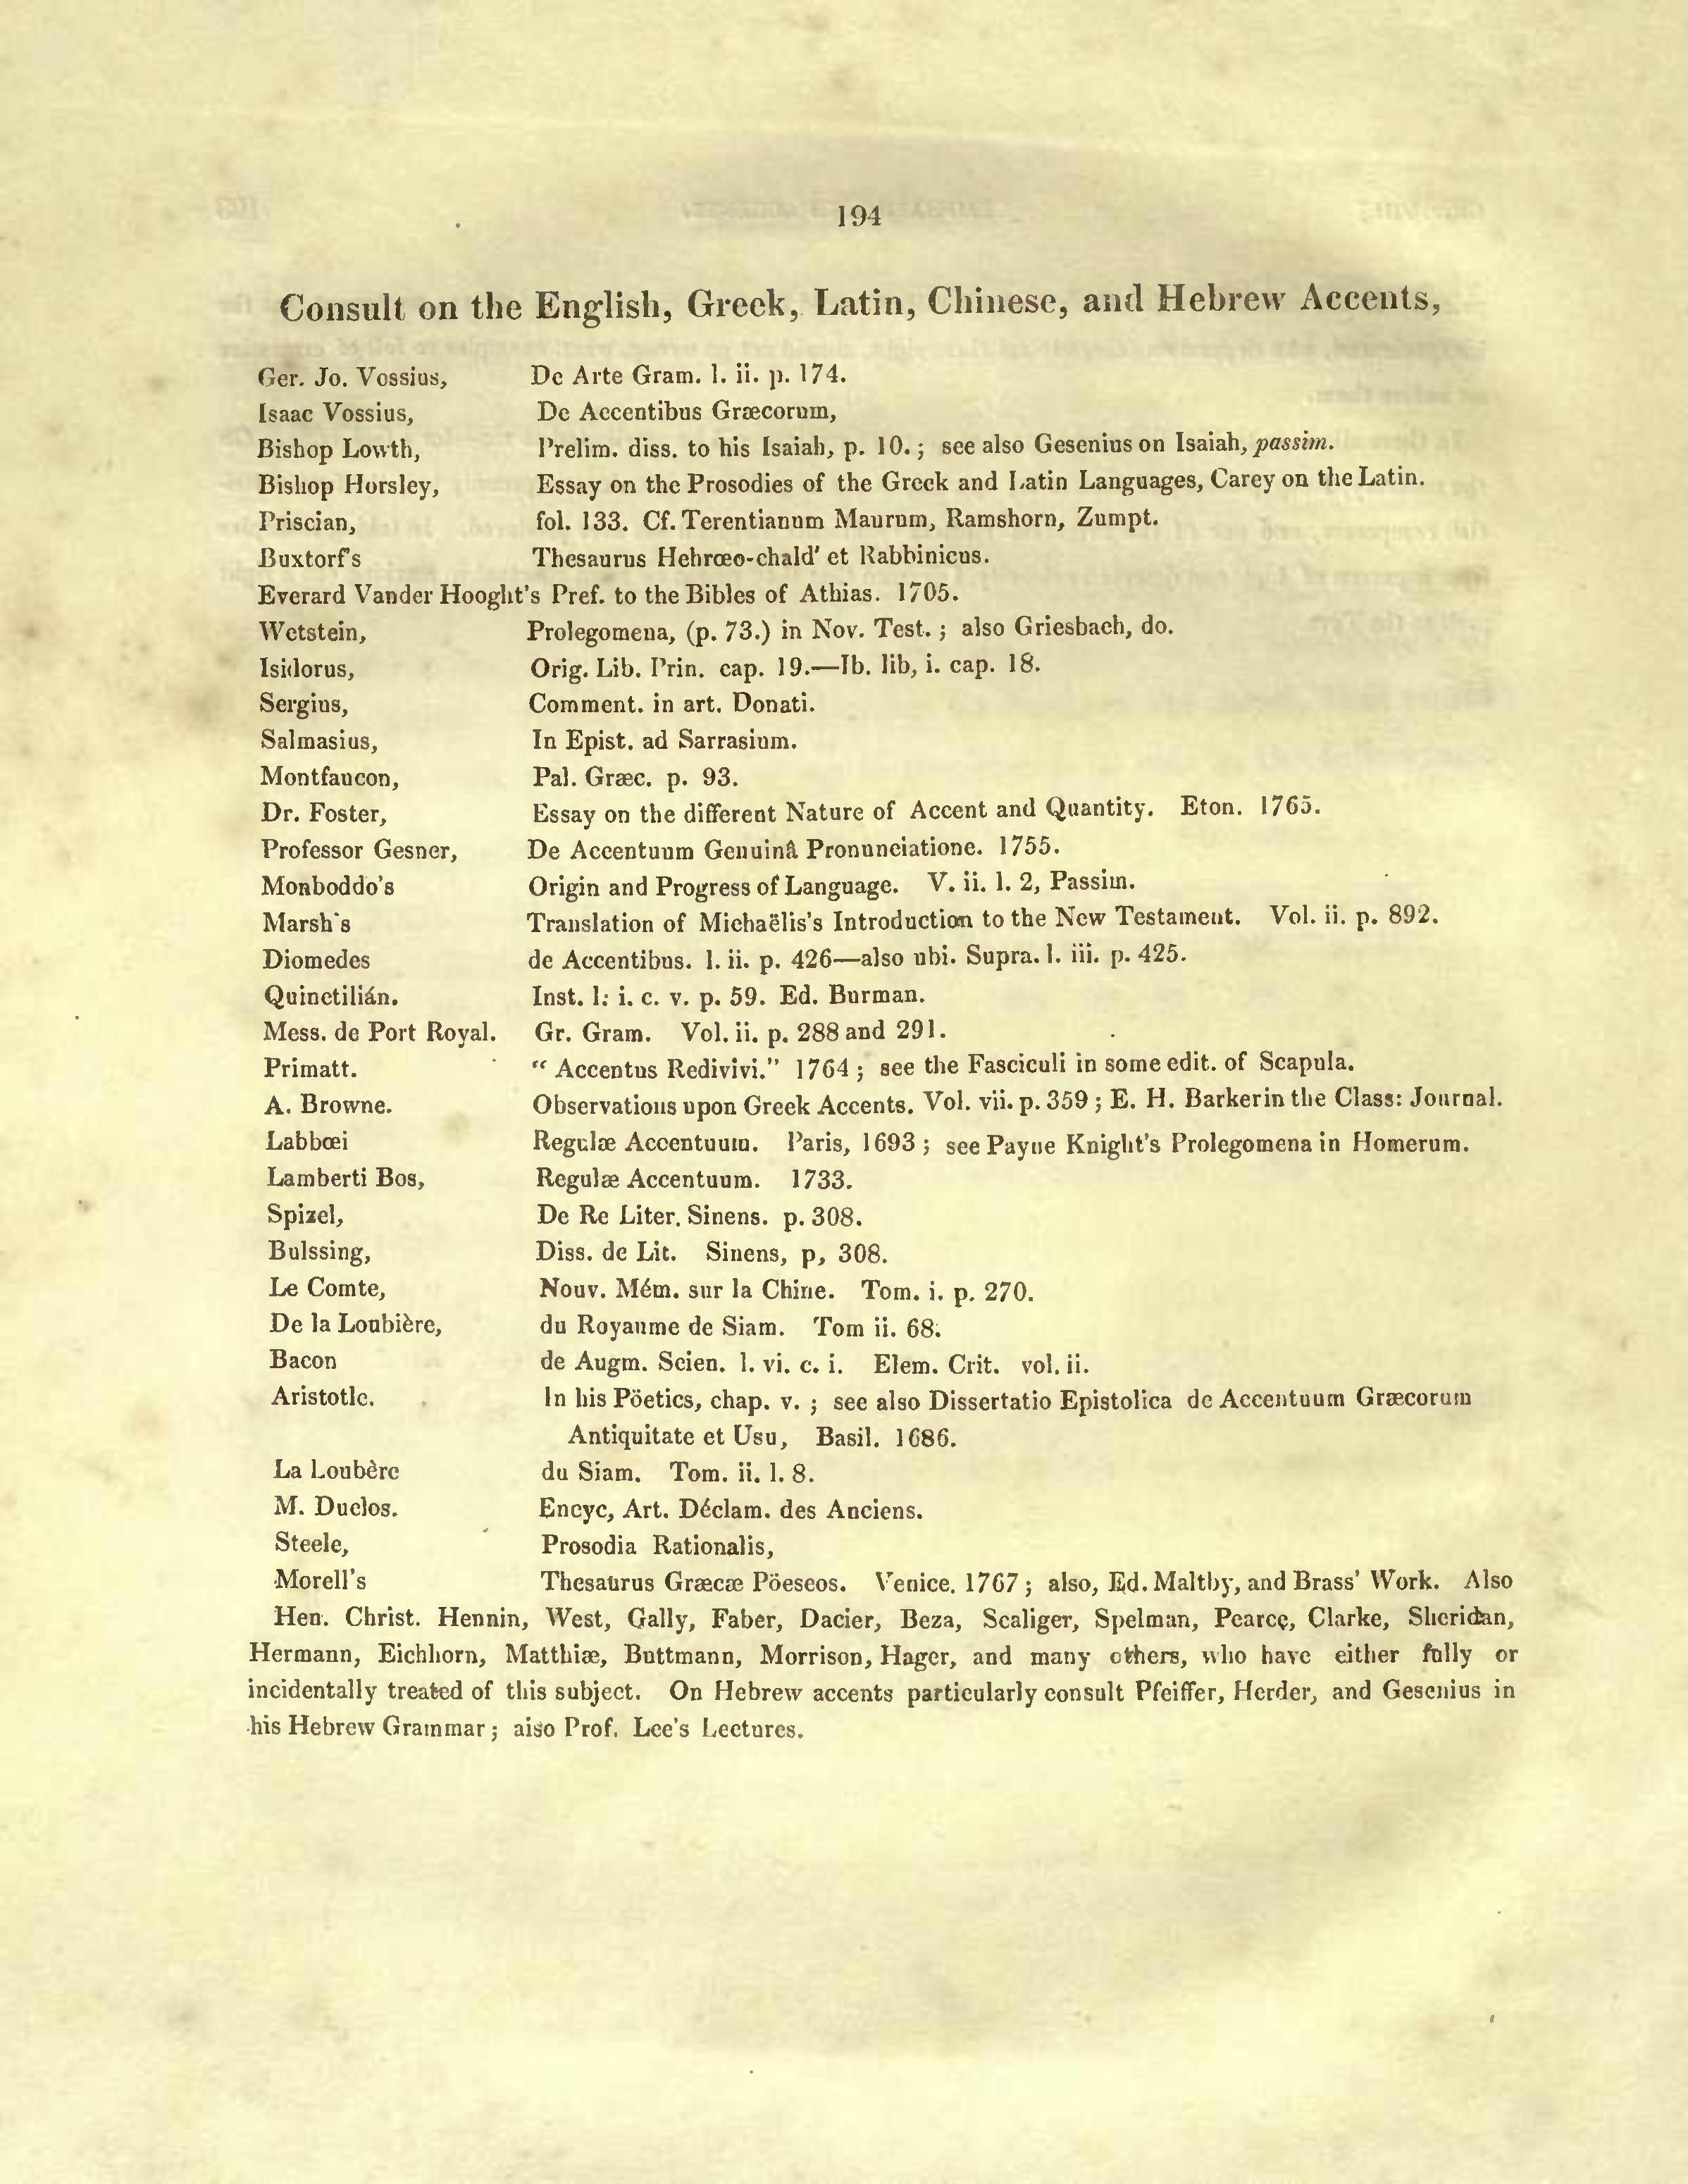 194
Consult on the English, Greek, Latin, Chinese, and Hebrew Accents,
Ger. Jo. Vossius, De Arte Gram. l. ii. p. 174.
Isaac Vossius, De Accentibus Græcorum,
Bishop Lowth, Prelim. diss. to his Isaiah, p. 10. ; see also Gesenius on Isaiah, passim.
Bishop Horsley, Essay on the Prosodies of the Greek and Latin Languages, Carey on the Latin.
Priscian, fol. 133. Cf. Terentianum Maurum, Ramshorn, Zumpt.
Buxtorf's Thesaurus Hebrœo-chald' et Rabbinicus.
Everard Vander Hooght's Pref. to the Bibles of Athias. 1705.
Wetstein, Prolegomena, (p. 73.) in Nov. Test. ; also Griesbach, do.
Isidorus, Orig. Lib. Prin. cap. 19.—Ib. lib, i. cap. 18.
Sergius, Comment. in art. Donati.
Salmasius, In Epist. ad Sarrasium.
Montfaucon, Pal. Græc. p. 93.
Dr. Foster, Essay on the different Nature of Accent and Quantity. Eton. 1765.
Professor Gesner, De Accentuum Genuinâ Pronunciatione. 1755.
Monboddo's Origin and Progress of Language. V. ii. l. 2, Passim.
Marsh's Translation of Michaëlis's Introduction to the New Testament. Vol. ii. p. 892.
Diomedes de Accentibus. l. ii. p. 426—also ubi. Supra. l. iii. p. 425.
Quinctilián. Inst. l: i. c. v. p. 59. Ed. Burman.
Mess. de Port Royal. Gr. Gram. Vol. ii. p. 288 and 291.
Primatt. “ Accentus Redivivi.” 1764 ; see the Fasciculi in some edit. of Scapula.
A. Browne. Observations upon Greek Accents. Vol. vii. p. 359 ; E. H. Barker in the Class: Journal.
Labbœi Regulæ Accentuum. Paris, 1693 ; see Payne Knight's Prolegomena in Homerum.
Lamberti Bos, Regulæ Accentuum. 1733.
Spizel, De Re Liter. Sinens. p. 308.
Bulssing, Diss. de Lit. Sinens, p, 308.
Le Comte, Nouv. Mém. sur la Chine. Tom. i. p. 270.
De la Loubière, du Royaume de Siam. Tom ii. 68.
Bacon de Augm. Scien. l. vi. c. i. Elem. Crit. vol. ii.
Aristotle. In his Pöetics, chap. v. ; see also Dissertatio Epistolica de Accentuum Græcorum
Antiquitate et Usu, Basil. 1686.
La Loubère du Siam. Tom. ii. l. 8.
M. Duclos. Encyc, Art. Déclam. des Anciens.
Steele, Prosodia Rationalis,
Morell's Thesaurus Græcæ Pöeseos. Venice. 1767 ; also, Ed. Maltby, and Brass' Work. Also
Hen. Christ. Hennin, West, Gally, Faber, Dacier, Beza, Scaliger, Spelman, Pearce, Clarke, Sheridan,
Hermann, Eichhorn, Matthiæ, Buttmann, Morrison, Hager, and many others, who have either fully or
incidentally treated of this subject. On Hebrew accents particularly consult Pfeiffer, Herder, and Gesenius in
his Hebrew Grammar ; also Prof. Lee's Lectures.